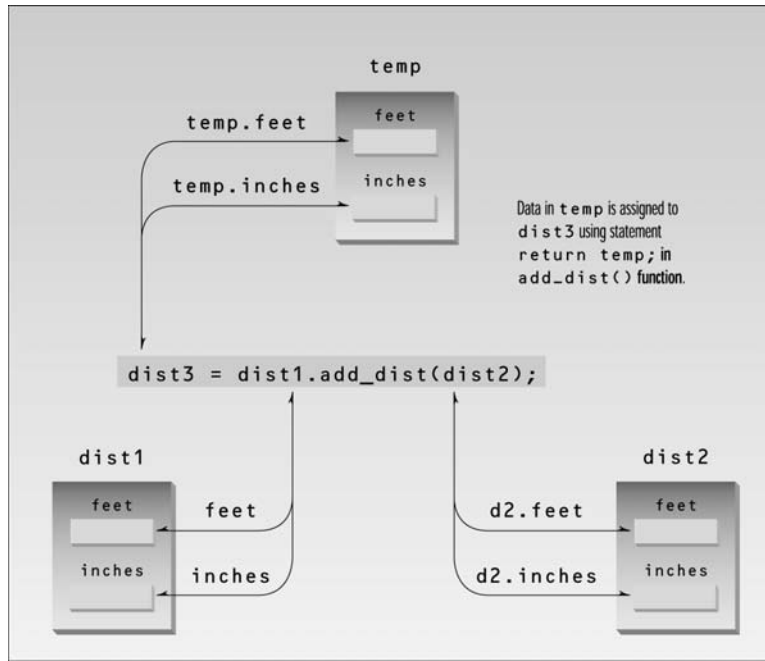 temp
feet
temp.feet
inches
temp.inches
Data in temp is assigned to
dist3 using statement
return temp; in
add_dist() function.
dist3 = dist1.add_dist(dist2);
dist1
feet
feet
inches
inches
dist2
feet
d2.feet
inches
d2.inches